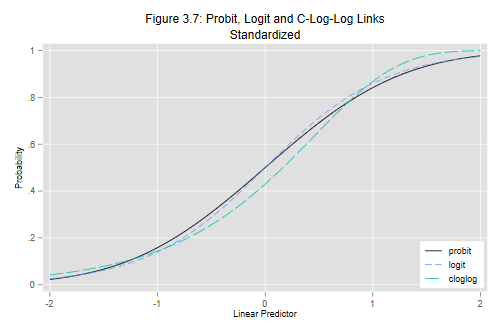 Figure 3.7: Probit, Logit and C-Log-Log Links
Standardized
1
.8
.6
.4
.2
0
Probability
-2
-1
0
1
2
Linear Predictor
probit
logit
cloglog